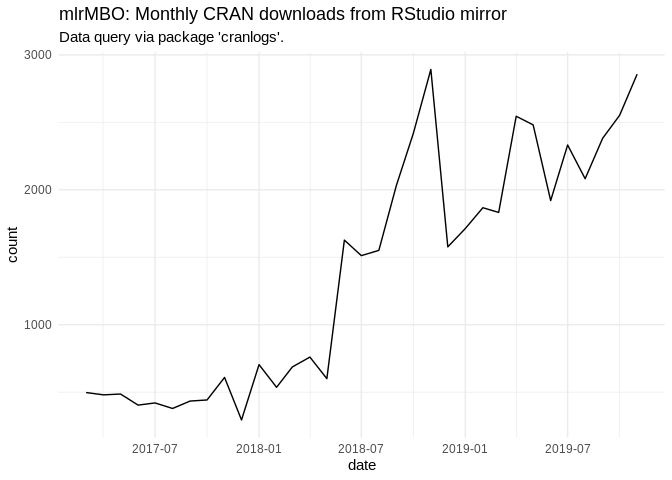 mlrMBO: Monthly CRAN downloads from RStudio mirror
Data query via package 'cranlogs'.
3000
2000
1000
count
2017-07 2018-01 2018-07 2019-01 2019-07
date